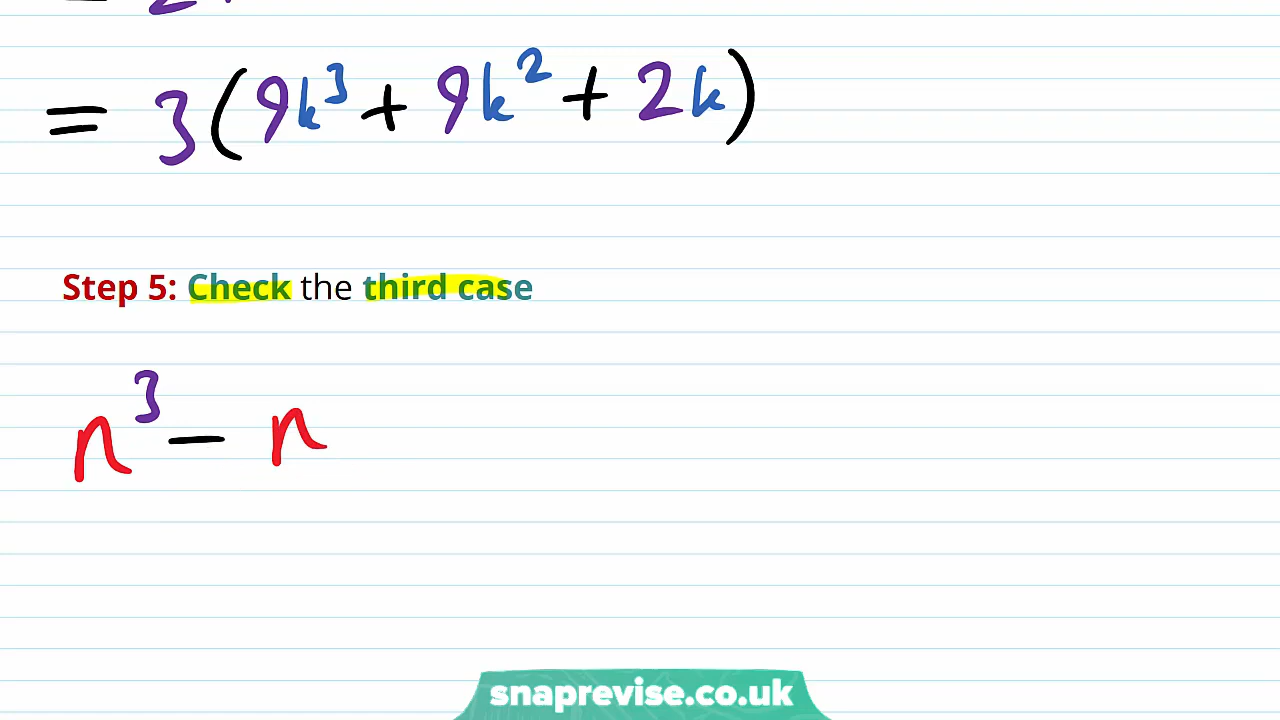 = 3(9k³ + 9k² + 2k)
Step 5: Check the third case
n³ - n
snaprevise.co.uk